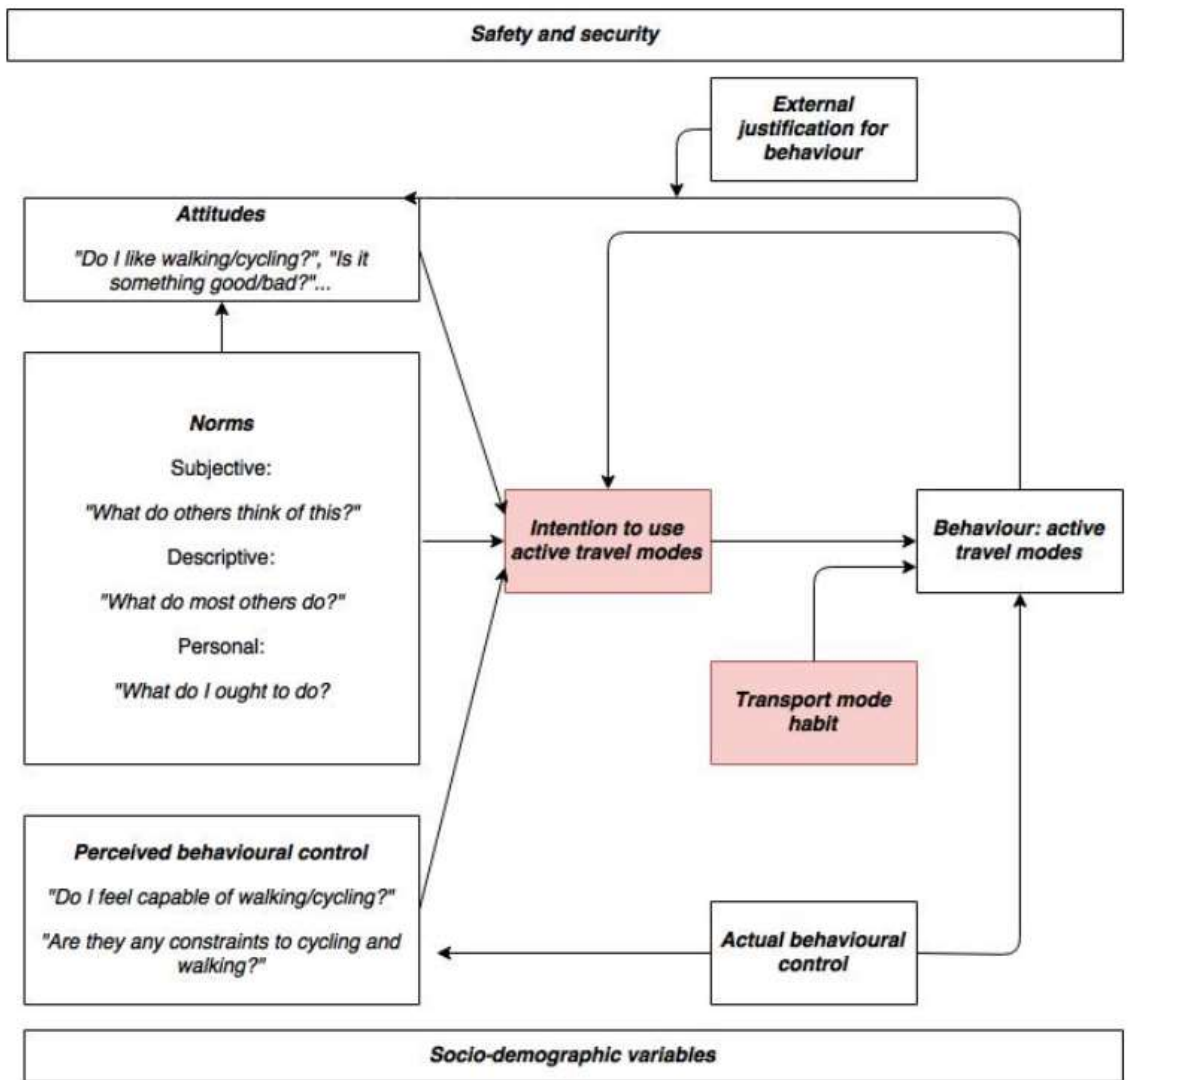 Safety and security
External
justification for
behaviour
Attitudes
"Do I like walking/cycling?", "Is it
something good/bad?"...
Norms
Subjective:
"What do others think of this?"
Descriptive:
"What do most others do?"
Personal:
"What do I ought to do?
Intention to use
active travel modes
Behaviour: active
travel modes
Transport mode
habit
Perceived behavioural control
"Do I feel capable of walking/cycling?"
"Are they any constraints to cycling and
walking?"
Actual behavioural
control
Socio-demographic variables